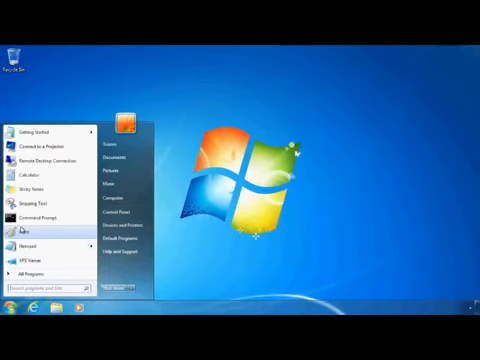 Recycle Bin
Getting Started
Connect to a Projector
Remote Desktop Connection
Calculator
Sticky Notes
Snipping Tool
Command Prompt
Paint
Notepad
XPS Viewer
All Programs
Search programs and files
Documents
Pictures
Music
Computer
Control Panel
Devices and Printers
Default Programs
Help and Support
Shut down